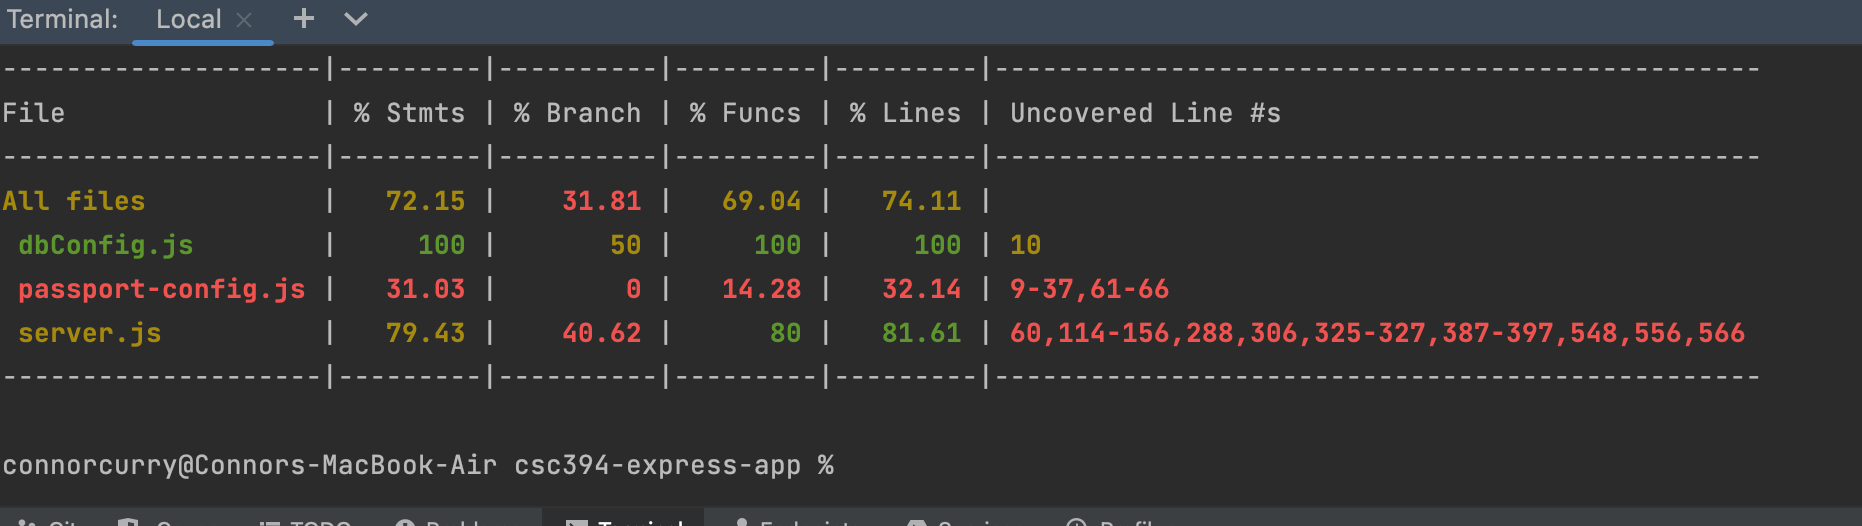 Terminal: Local × + 
--------------------|---------|----------|---------|---------|------------------------------------------------
File                | % Stmts | % Branch | % Funcs | % Lines | Uncovered Line #s
--------------------|---------|----------|---------|---------|------------------------------------------------
All files           |   72.15 |    31.81 |   69.04 |   74.11 |
 dbConfig.js        |     100 |       50 |     100 |     100 | 10
 passport-config.js |   31.03 |        0 |   14.28 |   32.14 | 9-37,61-66
 server.js          |   79.43 |    40.62 |      80 |   81.61 | 60,114-156,288,306,325-327,387-397,548,556,566
--------------------|---------|----------|---------|---------|------------------------------------------------
connorcurry@Connors-MacBook-Air csc394-express-app %
TODO Terminal